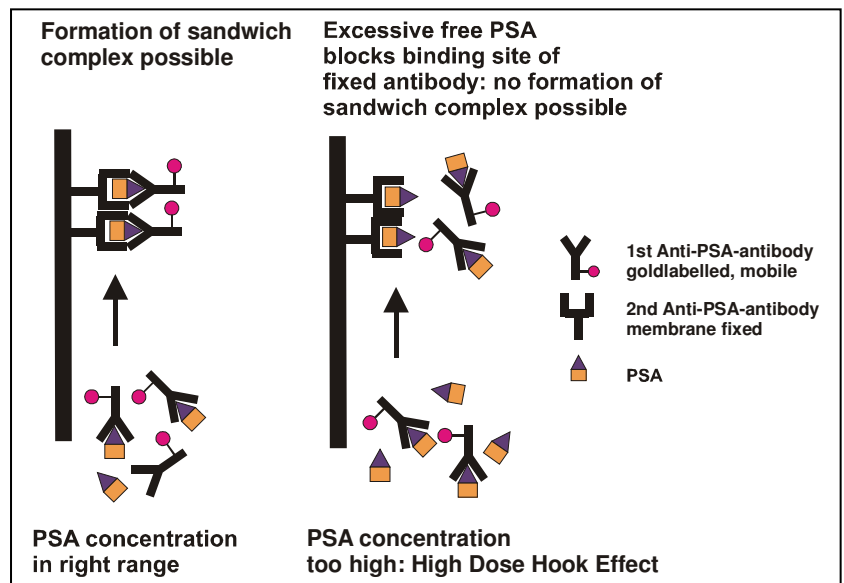 Formation of sandwich
complex possible
Excessive free PSA
blocks binding site of
fixed antibody: no formation of
sandwich complex possible
1st Anti-PSA-antibody
goldlabelled, mobile
2nd Anti-PSA-antibody
membrane fixed
PSA
PSA concentration
in right range
PSA concentration
too high: High Dose Hook Effect